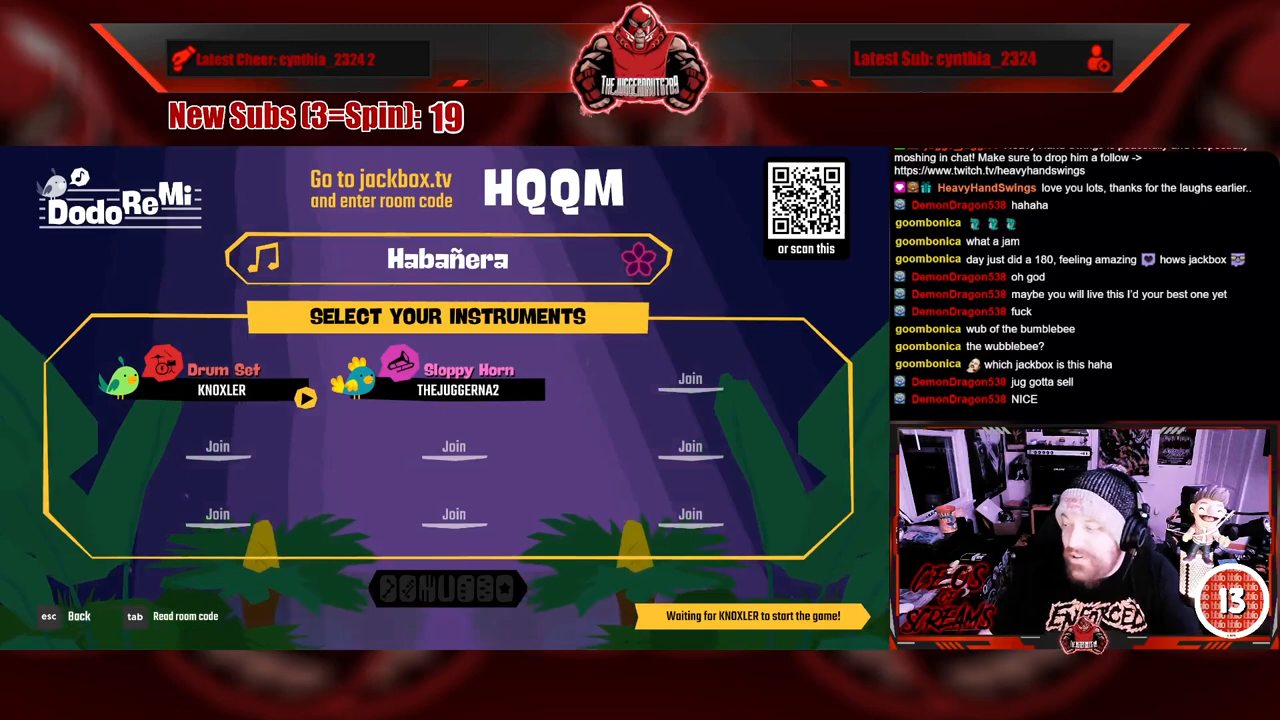 Latest Cheer: cynthia_2324 2
Latest Sub: cynthia_2324
THEJUGGERNAUT6789
New Subs (3=Spin): 19
DodoReMi
Go to jackbox.tv
and enter room code
HQQM
or scan this
Habañera
SELECT YOUR INSTRUMENTS
Drum Set
KNOXLER
Sloppy Horn
THEJUGGERNA2
Join
Join
Join
Join
Join
Join
Join
esc Back
tab Read room code
Waiting for KNOXLER to start the game!
moshing in chat! Make sure to drop him a follow ->
https://www.twitch.tv/heavyhandswings
HeavyHandSwIngs love you lots, thanks for the laughs earlier..
DemonDragon538 hahaha
goombonica
goombonica what a jam
goombonica day just did a 180, feeling amazing hows jackbox
DemonDragon538 oh god
DemonDragon538 maybe you will live this I'd your best one yet
DemonDragon538 fuck
goombonica wub of the bumblebee
goombonica the wubblebee?
goombonica which jackbox is this haha
DemonDragon538 jug gotta sell
DemonDragon538 NICE
ENFORCED
13